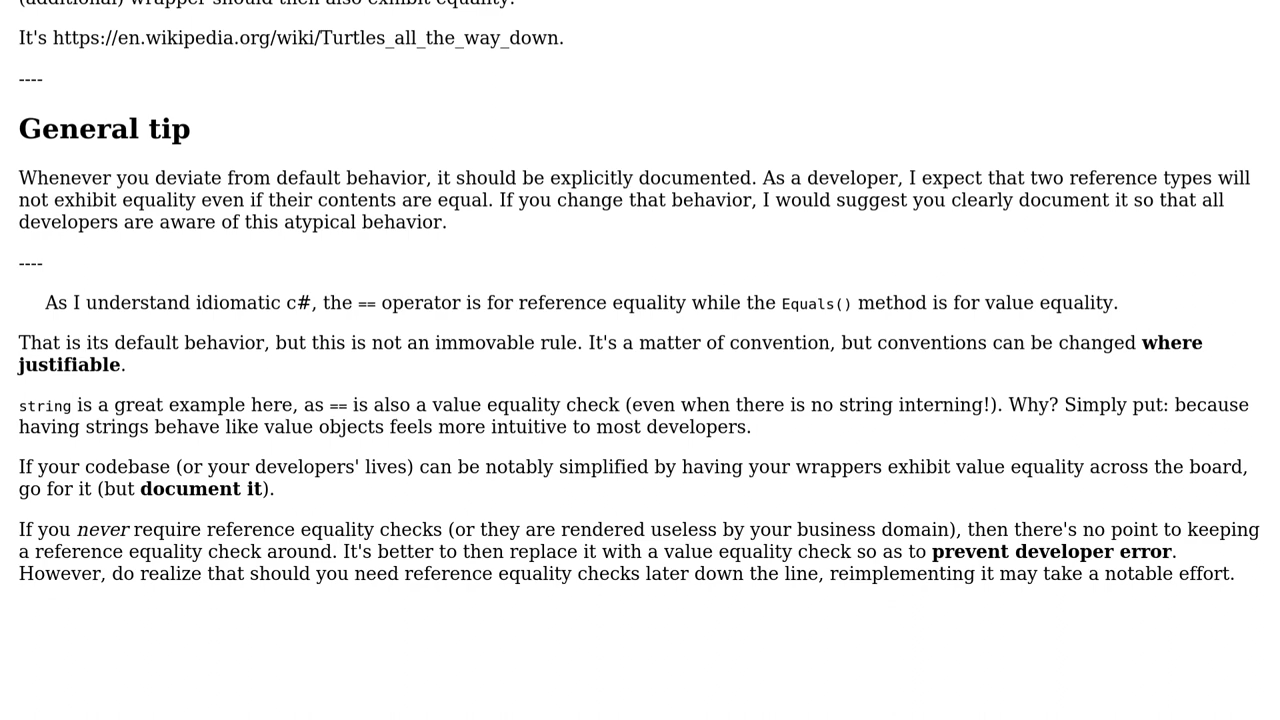 (additional) wrapper should then also exhibit equality.
It's https://en.wikipedia.org/wiki/Turtles_all_the_way_down.
----
General tip
Whenever you deviate from default behavior, it should be explicitly documented. As a developer, I expect that two reference types will
not exhibit equality even if their contents are equal. If you change that behavior, I would suggest you clearly document it so that all
developers are aware of this atypical behavior.
----
As I understand idiomatic c#, the == operator is for reference equality while the Equals() method is for value equality.
That is its default behavior, but this is not an immovable rule. It's a matter of convention, but conventions can be changed where
justifiable.
string is a great example here, as == is also a value equality check (even when there is no string interning!). Why? Simply put: because
having strings behave like value objects feels more intuitive to most developers.
If your codebase (or your developers' lives) can be notably simplified by having your wrappers exhibit value equality across the board,
go for it (but document it).
If you never require reference equality checks (or they are rendered useless by your business domain), then there's no point to keeping
a reference equality check around. It's better to then replace it with a value equality check so as to prevent developer error.
However, do realize that should you need reference equality checks later down the line, reimplementing it may take a notable effort.